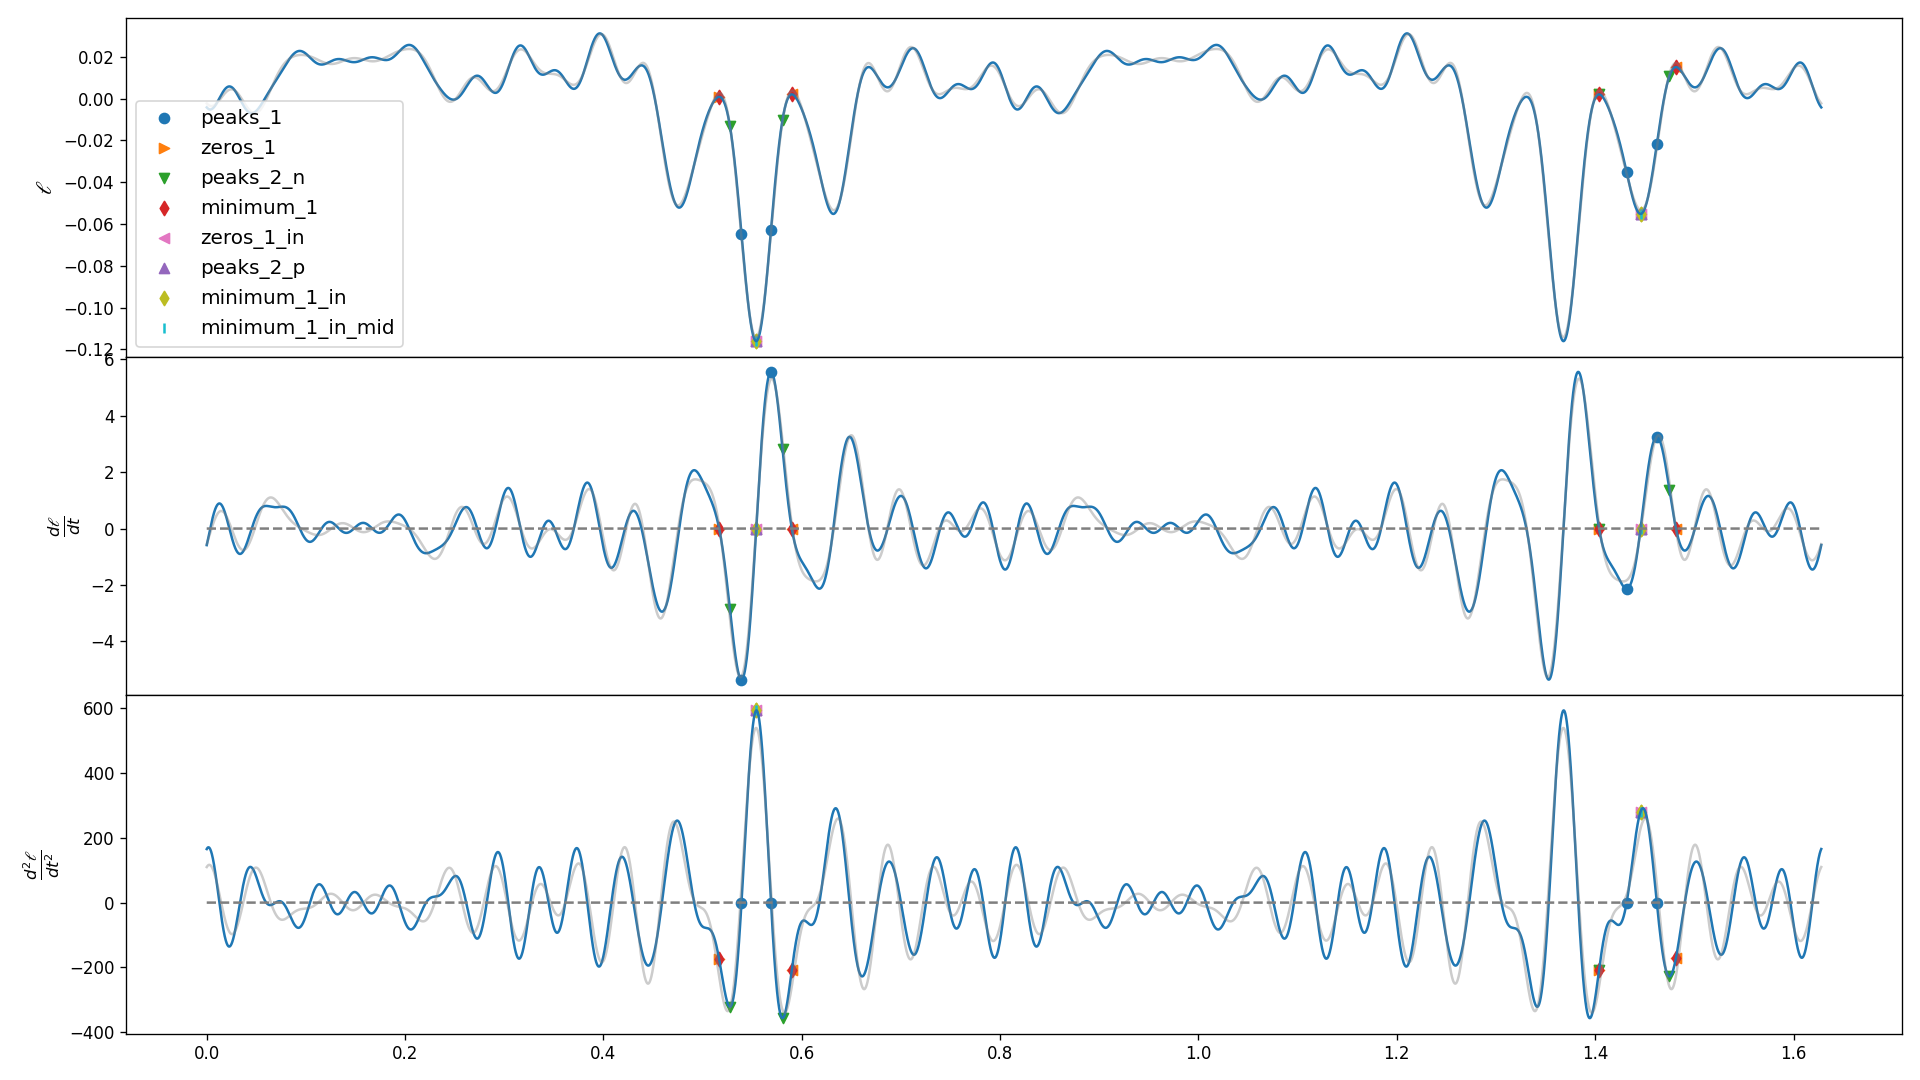 ℓ
0.02
0.00
−0.02
−0.04
−0.06
−0.08
−0.10
−0.12
peaks_1
zeros_1
peaks_2_n
minimum_1
zeros_1_in
peaks_2_p
minimum_1_in
minimum_1_in_mid
dℓ
dt
6
4
2
0
−2
−4
d²ℓ
dt²
600
400
200
0
−200
−400
0.0 0.2 0.4 0.6 0.8 1.0 1.2 1.4 1.6